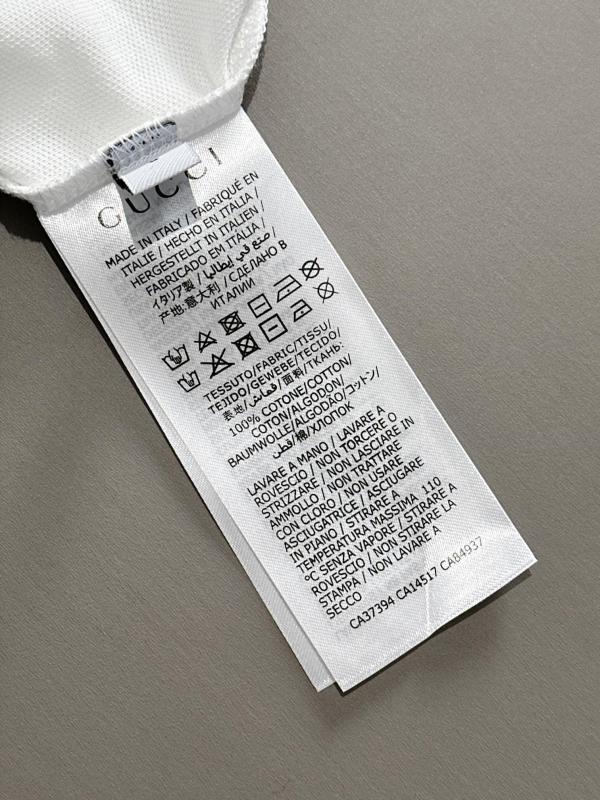 GUCCI
MADE IN ITALY / FABRIQUÉ EN
ITALIE / HECHO EN ITALIA /
HERGESTELLT IN ITALIEN /
FABRICADO EM ITALIA /
イタリア製 / صنع في إيطاليا /
产地:意大利 / СДЕЛАНО В
ИТАЛИИ
TESSUTO/FABRIC/TISSU/
TEJIDO/GEWEBE/TECIDO/
表地/قماش/面料/ТКАНЬ:
100% COTONE/COTTON/
COTON/ALGODON/
BAUMWOLLE/ALGODÃO/コットン/
قطن/棉/ХЛОПОК
LAVARE A MANO / LAVARE A
ROVESCIO / NON TORCERE O
STRIZZARE / NON LASCIARE IN
AMMOLLO / NON TRATTARE
CON CLORO / NON USARE
ASCIUGATRICE / ASCIUGARE
IN PIANO / STIRARE A
TEMPERATURA MASSIMA 110
°C SENZA VAPORE / STIRARE A
ROVESCIO / NON STIRARE LA
STAMPA / NON LAVARE A
SECCO
CA37394 CA14517 CA84937